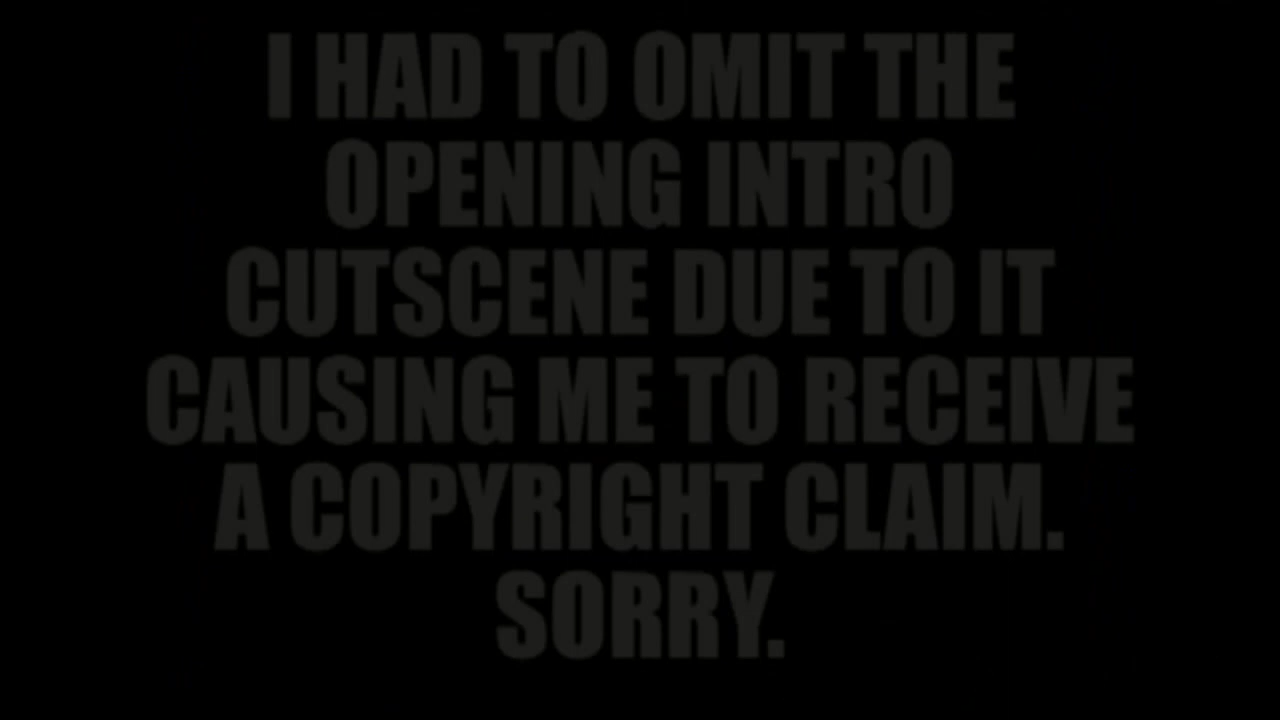 I HAD TO OMIT THE
OPENING INTRO
CUTSCENE DUE TO IT
CAUSING ME TO RECEIVE
A COPYRIGHT CLAIM.
SORRY.